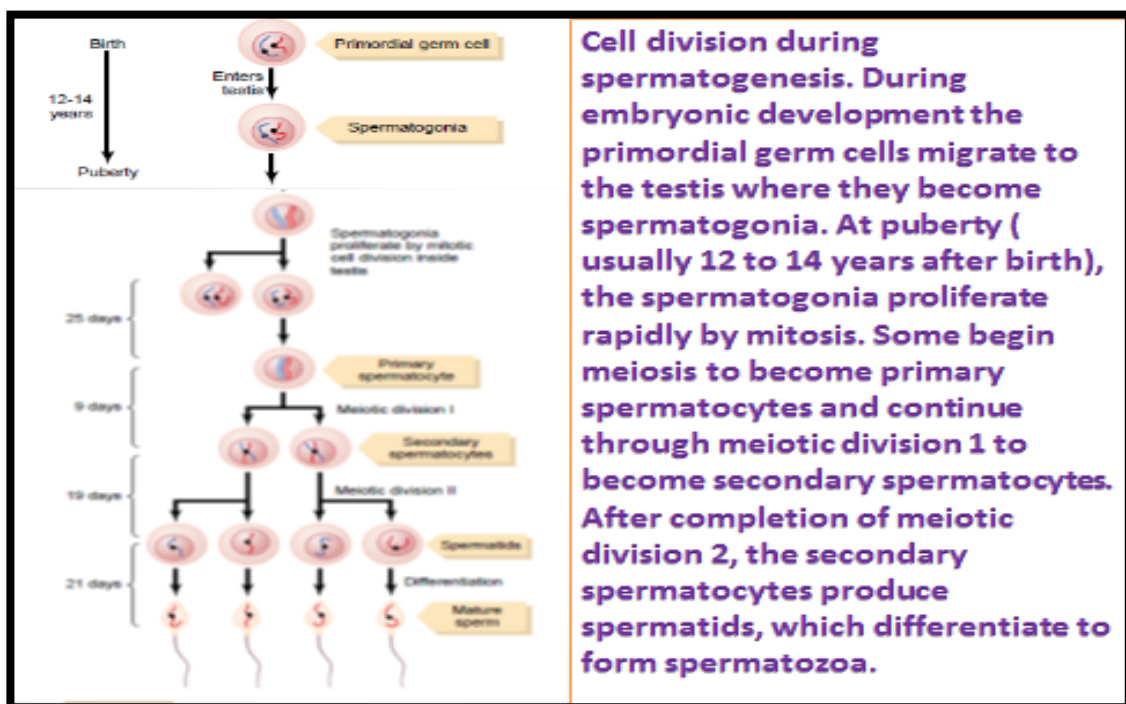 Birth
Primordial germ cell
Enters
testis
12-14
years
Spermatogonia
Puberty
Spermatogonia
proliferate by mitotic
cell division inside
testis
25 days
Primary
spermatocyte
9 days
Meiotic division I
Secondary
spermatocytes
19 days
Meiotic division II
Spermatids
21 days
Differentiation
Mature
sperm
Cell division during
spermatogenesis. During
embryonic development the
primordial germ cells migrate to
the testis where they become
spermatogonia. At puberty (
usually 12 to 14 years after birth),
the spermatogonia proliferate
rapidly by mitosis. Some begin
meiosis to become primary
spermatocytes and continue
through meiotic division 1 to
become secondary spermatocytes.
After completion of meiotic
division 2, the secondary
spermatocytes produce
spermatids, which differentiate to
form spermatozoa.